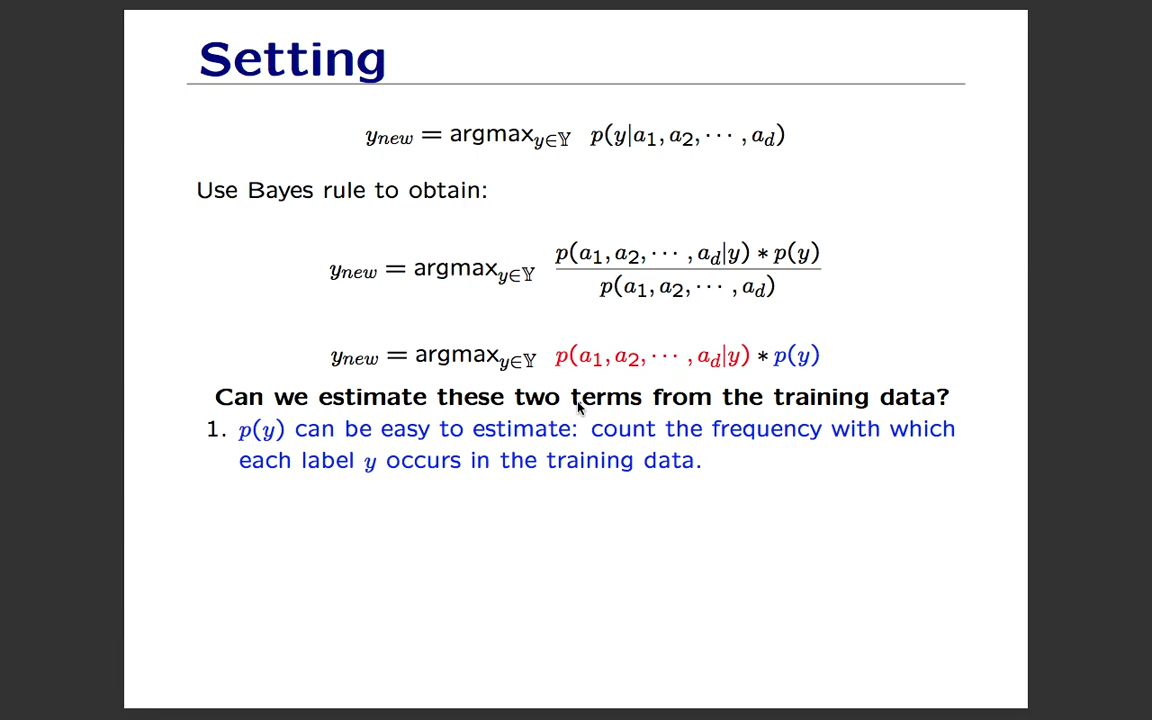 Setting
y_new = argmax_{y∈𝕐} p(y|a_1, a_2, ⋯ , a_d)
Use Bayes rule to obtain:
y_new = argmax_{y∈𝕐} \frac{p(a_1, a_2, ⋯ , a_d|y) ∗ p(y)}{p(a_1, a_2, ⋯ , a_d)}
y_new = argmax_{y∈𝕐} p(a_1, a_2, ⋯ , a_d|y) ∗ p(y)
Can we estimate these two terms from the training data?
1. p(y) can be easy to estimate: count the frequency with which
each label y occurs in the training data.